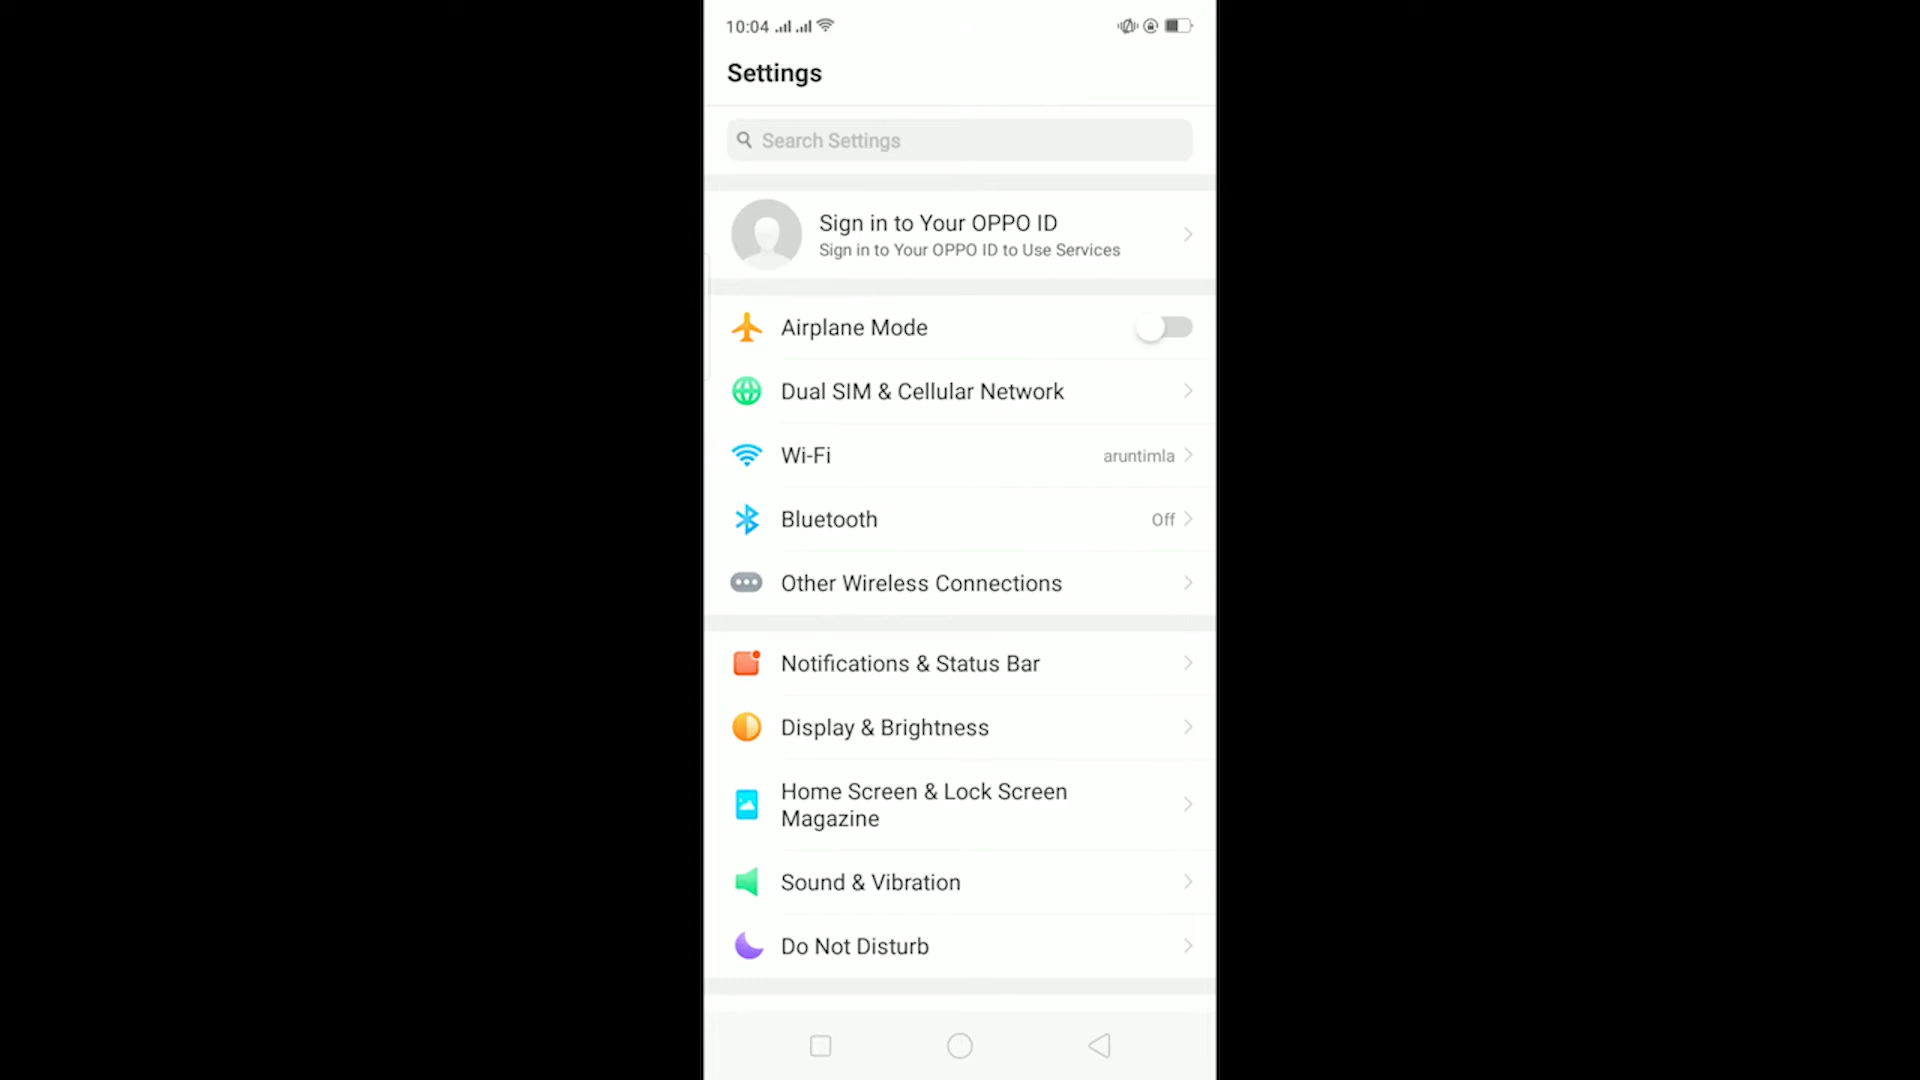 10:04
Settings
Search Settings
Sign in to Your OPPO ID
Sign in to Your OPPO ID to Use Services
Airplane Mode
Dual SIM & Cellular Network
Wi-Fi aruntimla
Bluetooth Off
Other Wireless Connections
Notifications & Status Bar
Display & Brightness
Home Screen & Lock Screen
Magazine
Sound & Vibration
Do Not Disturb